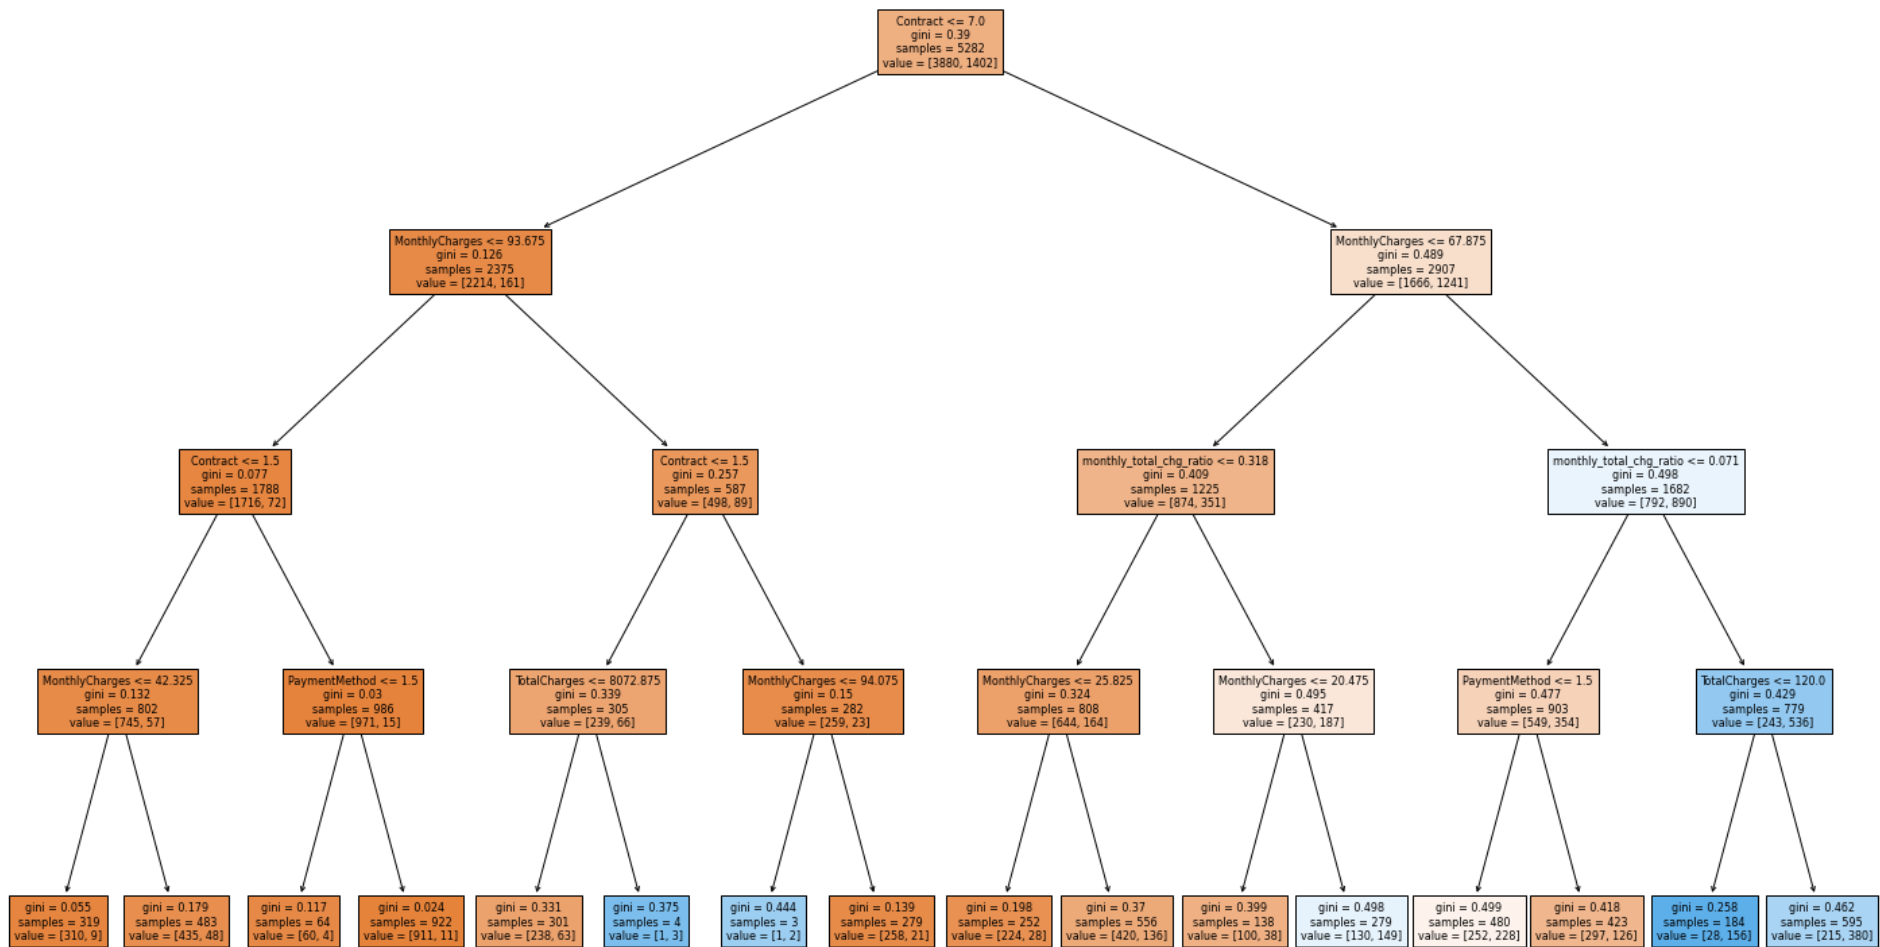 Contract <= 7.0
gini = 0.39
samples = 5282
value = [3880, 1402]
MonthlyCharges <= 93.675
gini = 0.126
samples = 2375
value = [2214, 161]
MonthlyCharges <= 67.875
gini = 0.489
samples = 2907
value = [1666, 1241]
Contract <= 1.5
gini = 0.077
samples = 1788
value = [1716, 72]
Contract <= 1.5
gini = 0.257
samples = 587
value = [498, 89]
monthly_total_chg_ratio <= 0.318
gini = 0.409
samples = 1225
value = [874, 351]
monthly_total_chg_ratio <= 0.071
gini = 0.498
samples = 1682
value = [792, 890]
MonthlyCharges <= 42.325
gini = 0.132
samples = 802
value = [745, 57]
PaymentMethod <= 1.5
gini = 0.03
samples = 986
value = [971, 15]
TotalCharges <= 8072.875
gini = 0.339
samples = 305
value = [239, 66]
MonthlyCharges <= 94.075
gini = 0.15
samples = 282
value = [259, 23]
MonthlyCharges <= 25.825
gini = 0.324
samples = 808
value = [644, 164]
MonthlyCharges <= 20.475
gini = 0.495
samples = 417
value = [230, 187]
PaymentMethod <= 1.5
gini = 0.477
samples = 903
value = [549, 354]
TotalCharges <= 120.0
gini = 0.429
samples = 779
value = [243, 536]
gini = 0.055
samples = 319
value = [310, 9]
gini = 0.179
samples = 483
value = [435, 48]
gini = 0.117
samples = 64
value = [60, 4]
gini = 0.024
samples = 922
value = [911, 11]
gini = 0.331
samples = 301
value = [238, 63]
gini = 0.375
samples = 4
value = [1, 3]
gini = 0.444
samples = 3
value = [1, 2]
gini = 0.139
samples = 279
value = [258, 21]
gini = 0.198
samples = 252
value = [224, 28]
gini = 0.37
samples = 556
value = [420, 136]
gini = 0.399
samples = 138
value = [100, 38]
gini = 0.498
samples = 279
value = [130, 149]
gini = 0.499
samples = 480
value = [252, 228]
gini = 0.418
samples = 423
value = [297, 126]
gini = 0.258
samples = 184
value = [28, 156]
gini = 0.462
samples = 595
value = [215, 380]